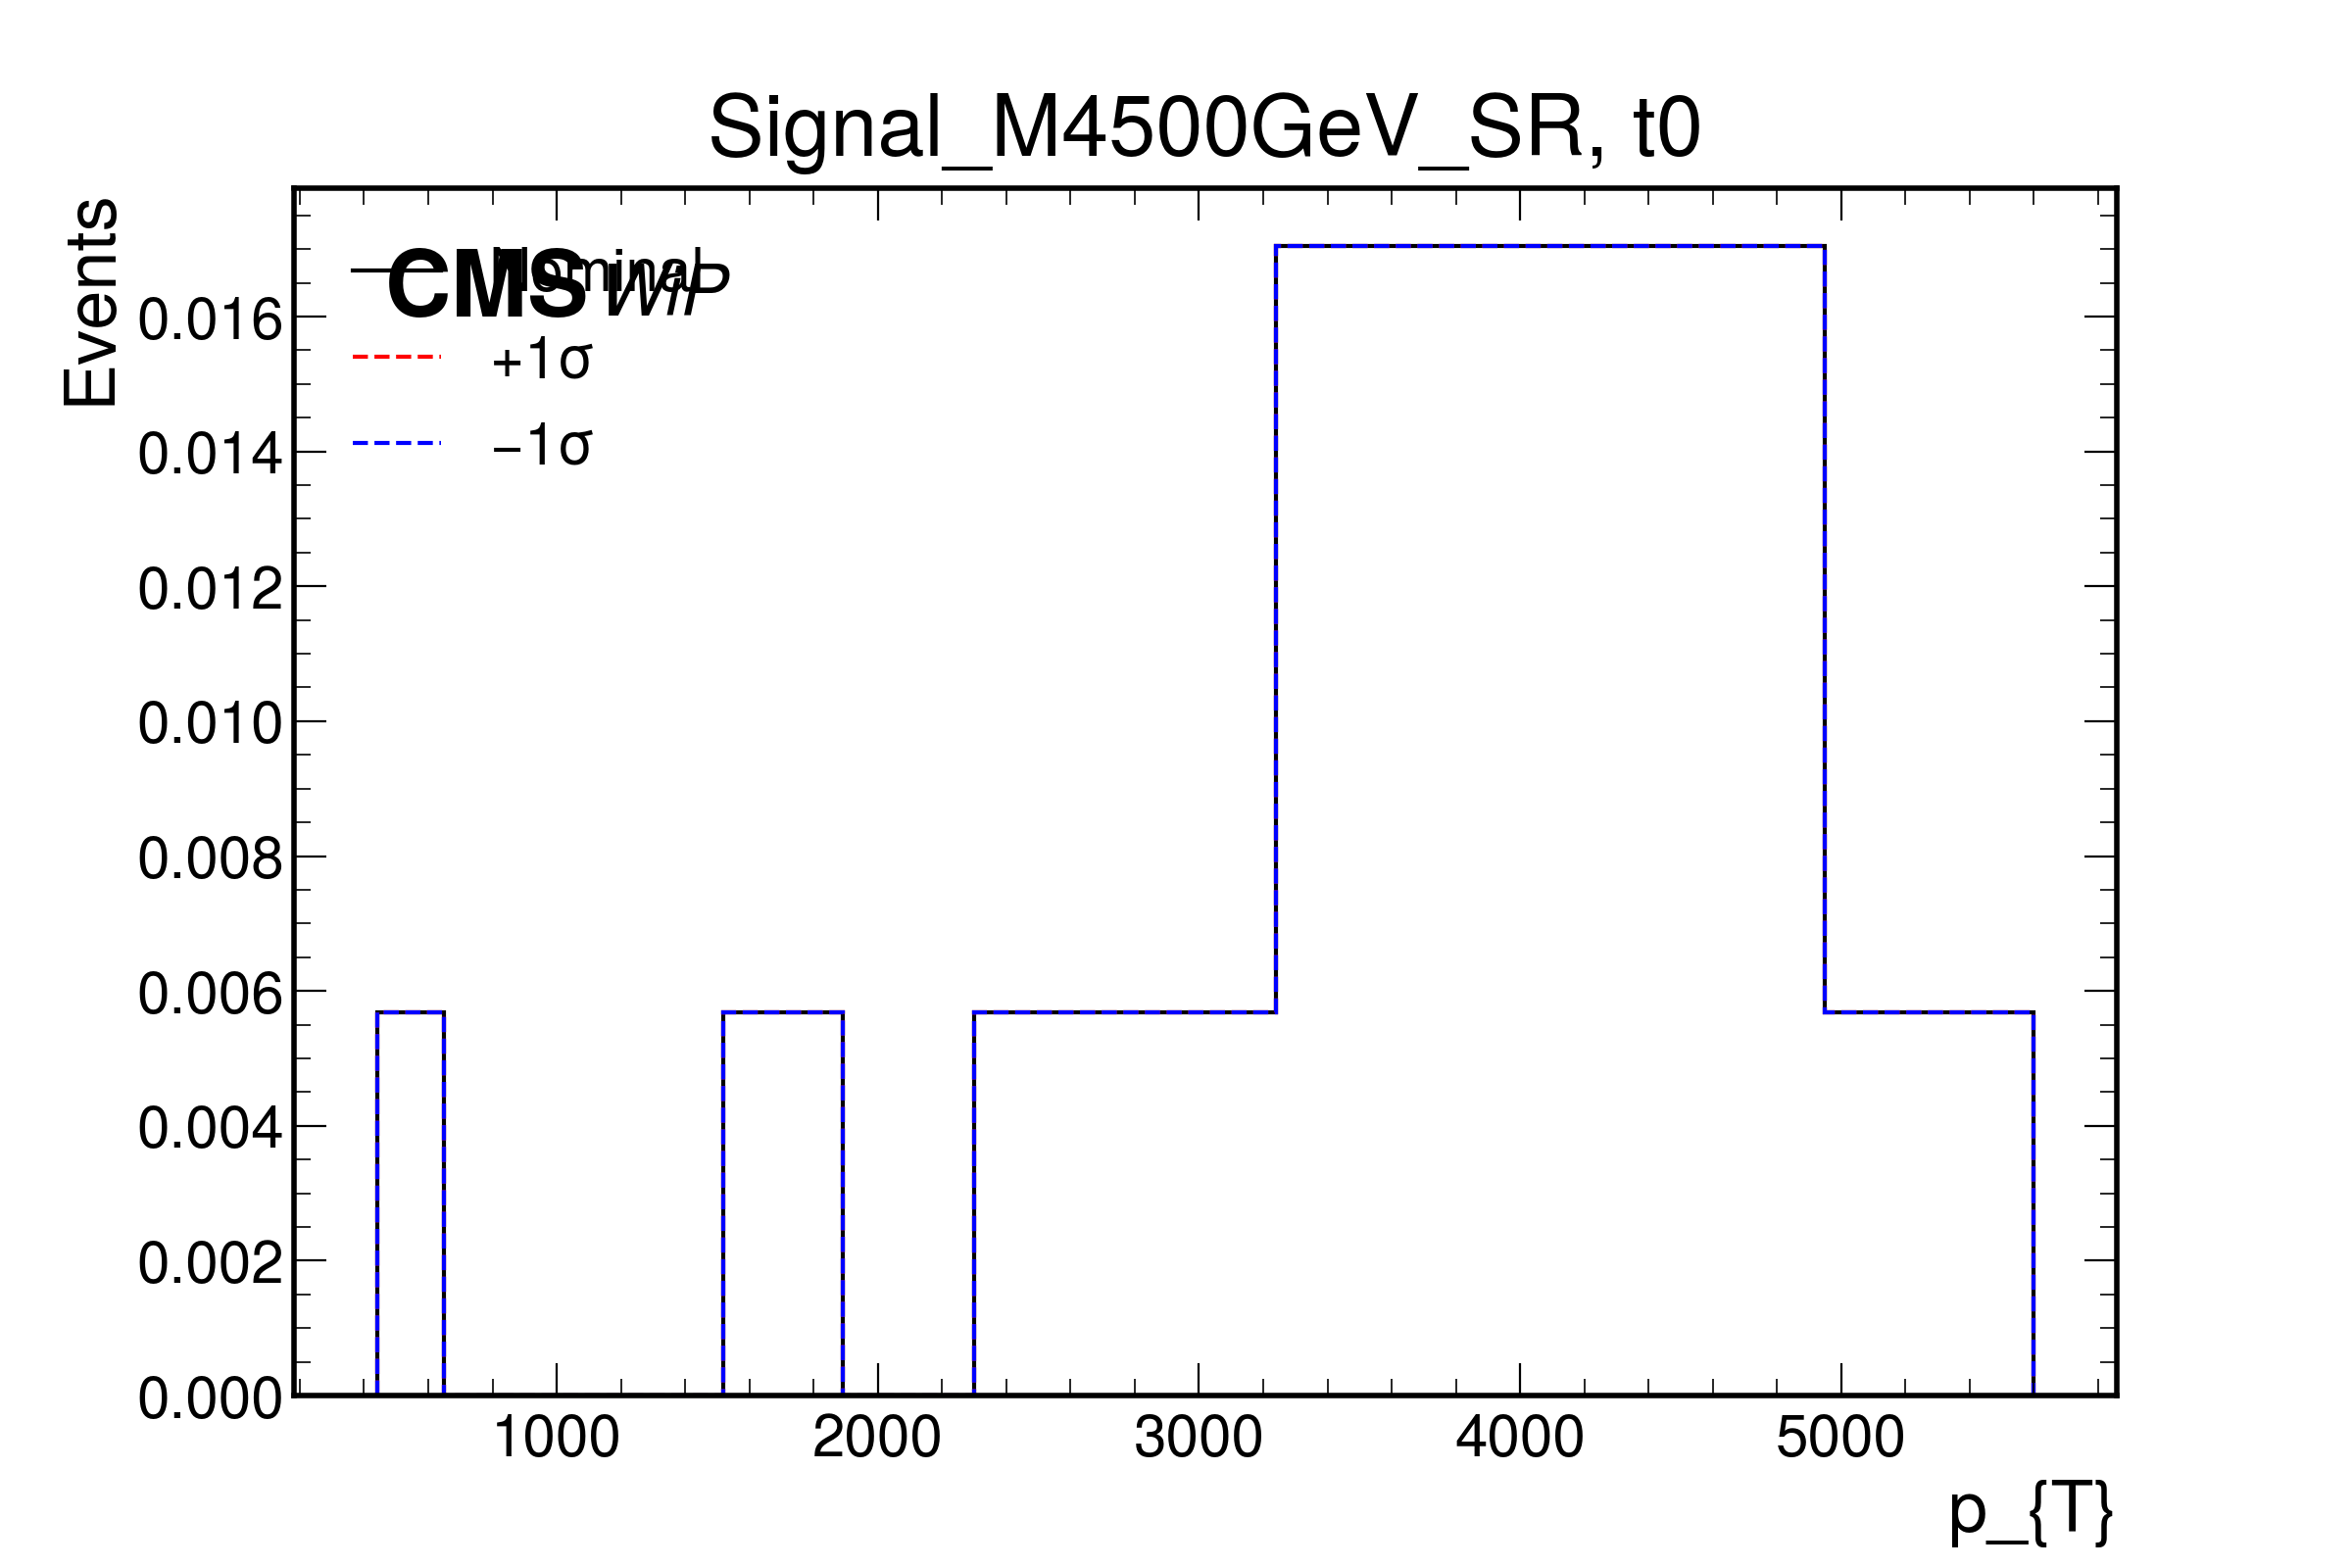 Signal_M4500GeV_SR, t0
Events
CMS WiP
Nominal
+1σ
−1σ
0.016
0.014
0.012
0.010
0.008
0.006
0.004
0.002
0.000
1000 2000 3000 4000 5000
p_{T}